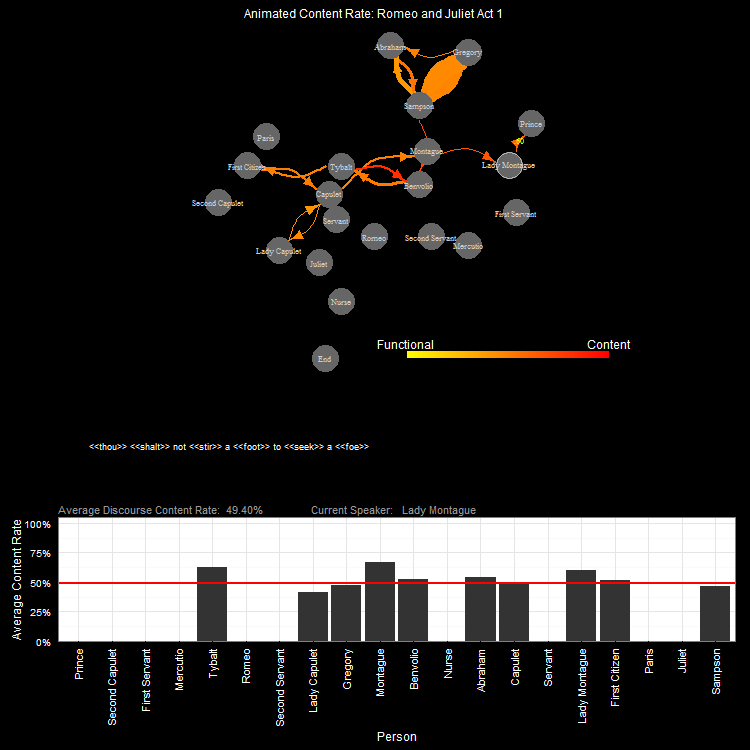 Animated Content Rate: Romeo and Juliet Act 1
Abraham
Gregory
Sampson
Prince
Paris
Montague
Lady Montague
First Citizen
Tybalt
Benvolio
Capulet
Second Capulet
Servant
First Servant
Romeo
Second Servant
Mercutio
Lady Capulet
Juliet
Nurse
Functional Content
End
<<thou>> <<shalt>> not <<stir>> a <<foot>> to <<seek>> a <<foe>>
Average Discourse Content Rate: 49.40% Current Speaker: Lady Montague
Average Content Rate
100%
75%
50%
25%
0%
Prince
Second Capulet
First Servant
Mercutio
Tybalt
Romeo
Second Servant
Lady Capulet
Gregory
Montague
Benvolio
Nurse
Abraham
Capulet
Servant
Lady Montague
First Citizen
Paris
Juliet
Sampson
Person